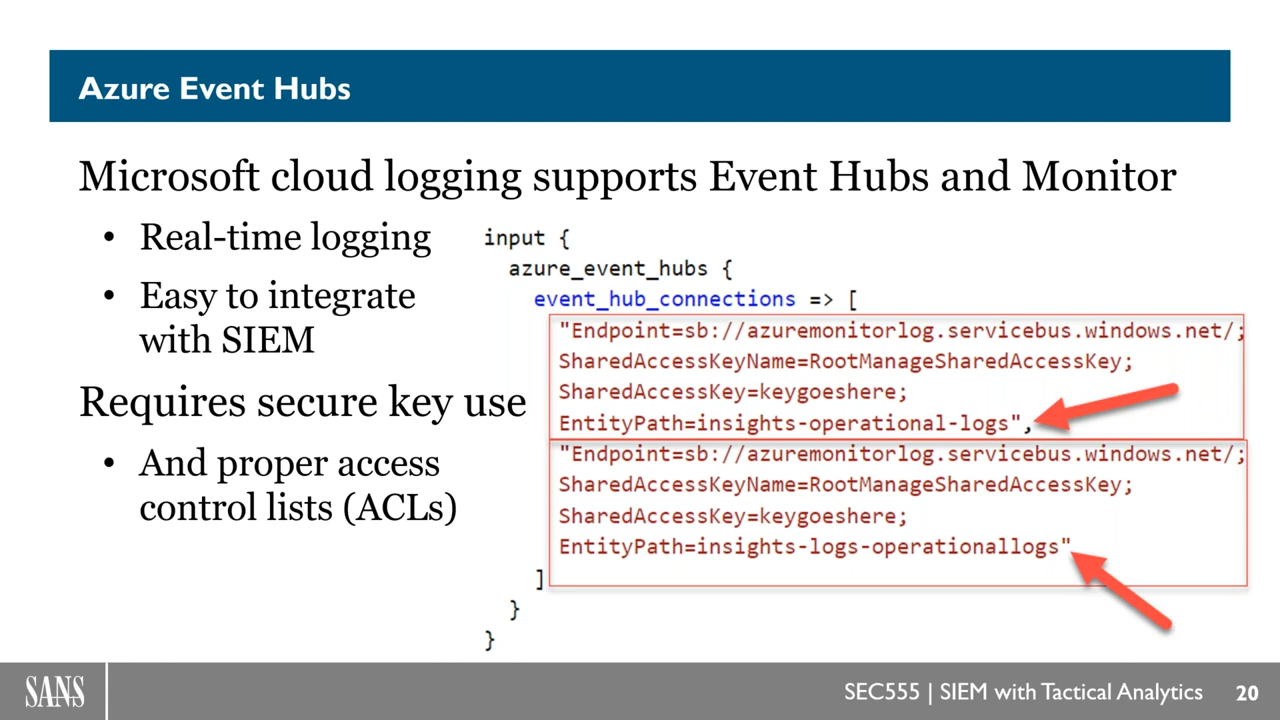 Azure Event Hubs
Microsoft cloud logging supports Event Hubs and Monitor
• Real-time logging
• Easy to integrate
with SIEM
Requires secure key use
• And proper access
control lists (ACLs)
input {
azure_event_hubs {
event_hub_connections => [
"Endpoint=sb://azuremonitorlog.servicebus.windows.net/;
SharedAccessKeyName=RootManageSharedAccessKey;
SharedAccessKey=keygoeshere;
EntityPath=insights-operational-logs",
"Endpoint=sb://azuremonitorlog.servicebus.windows.net/;
SharedAccessKeyName=RootManageSharedAccessKey;
SharedAccessKey=keygoeshere;
EntityPath=insights-logs-operationallogs"
]
}
}
SANS
SEC555 | SIEM with Tactical Analytics
20